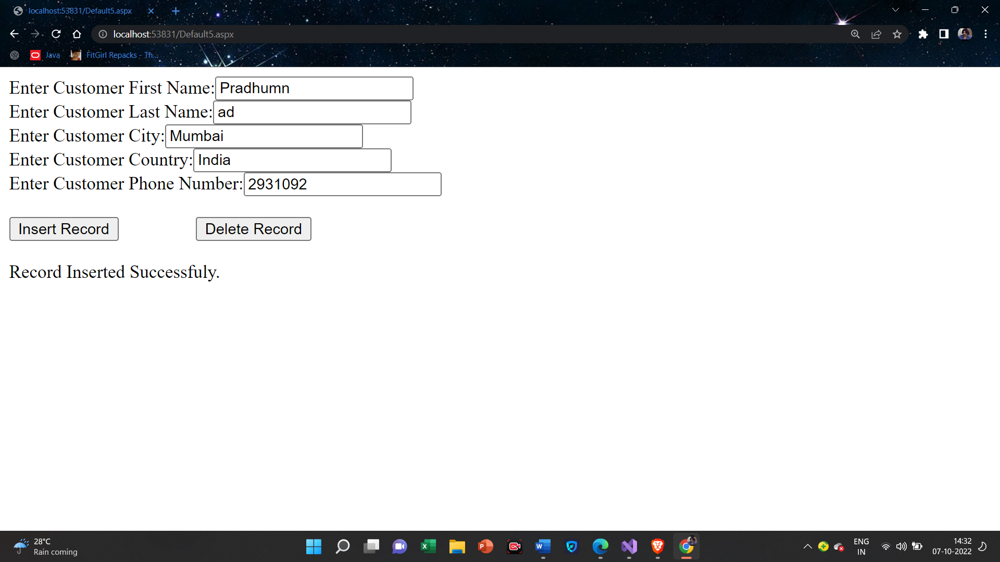 localhost:53831/Default5.aspx
localhost:53831/Default5.aspx
Java
FitGirl Repacks - Th...
Enter Customer First Name: Pradhumn
Enter Customer Last Name: ad
Enter Customer City: Mumbai
Enter Customer Country: India
Enter Customer Phone Number: 2931092
Insert Record Delete Record
Record Inserted Successfuly.
28°C
Rain coming
ENG
IN
14:32
07-10-2022